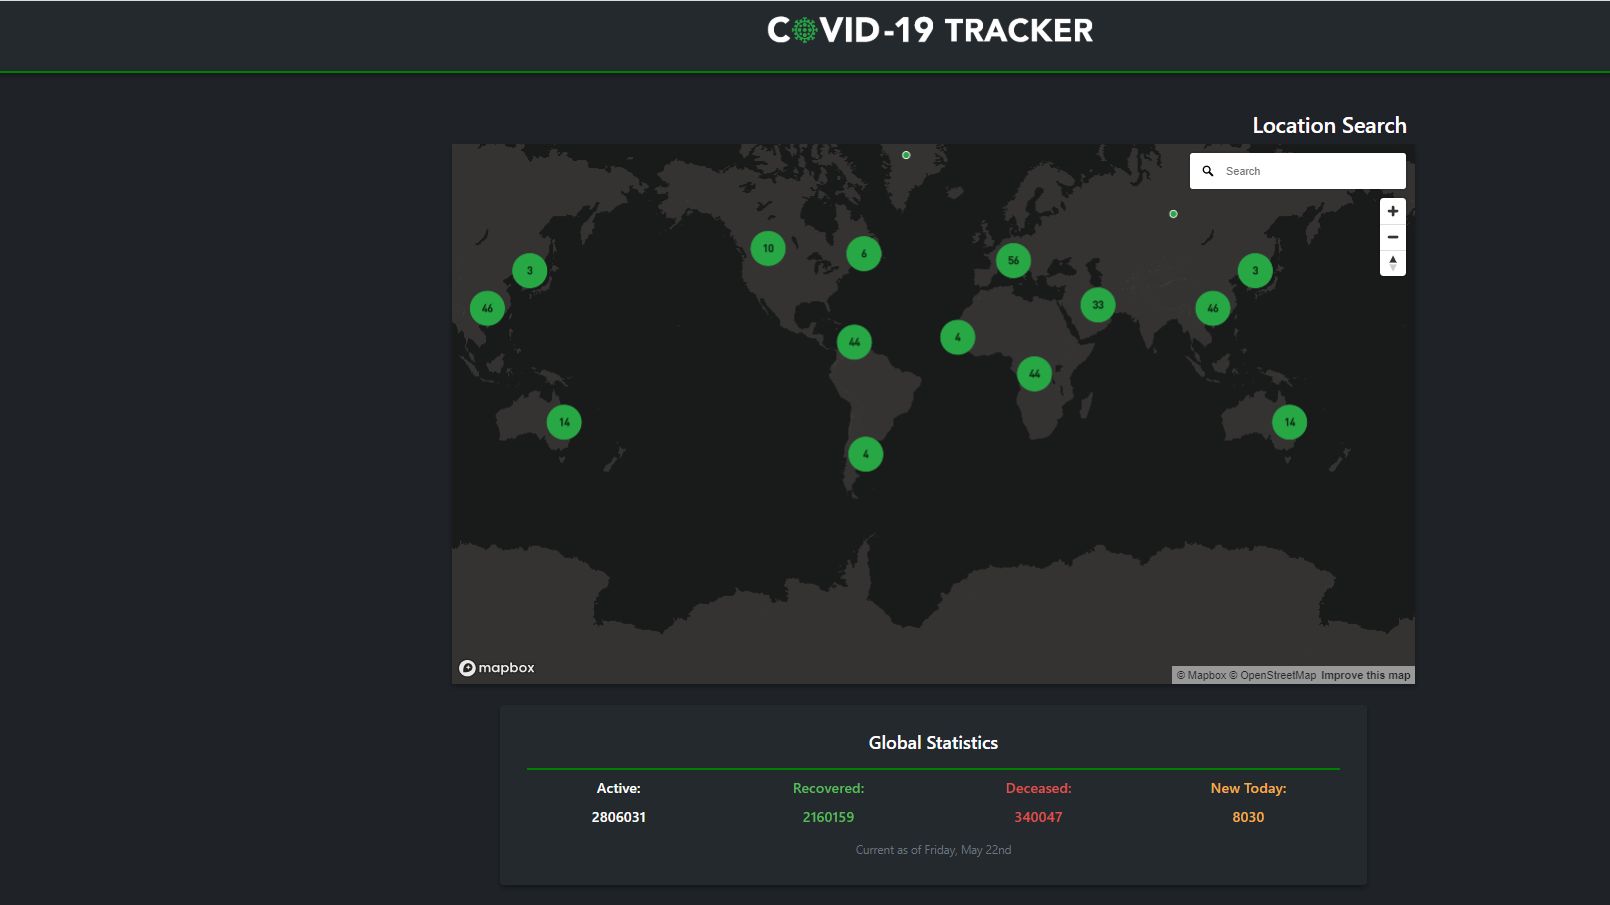 COVID-19 TRACKER
Location Search
Search
10
6
56
3
3
46
33
46
44
4
44
14
14
4
mapbox
© Mapbox © OpenStreetMap Improve this map
Global Statistics
Active: Recovered: Deceased: New Today:
2806031 2160159 340047 8030
Current as of Friday, May 22nd